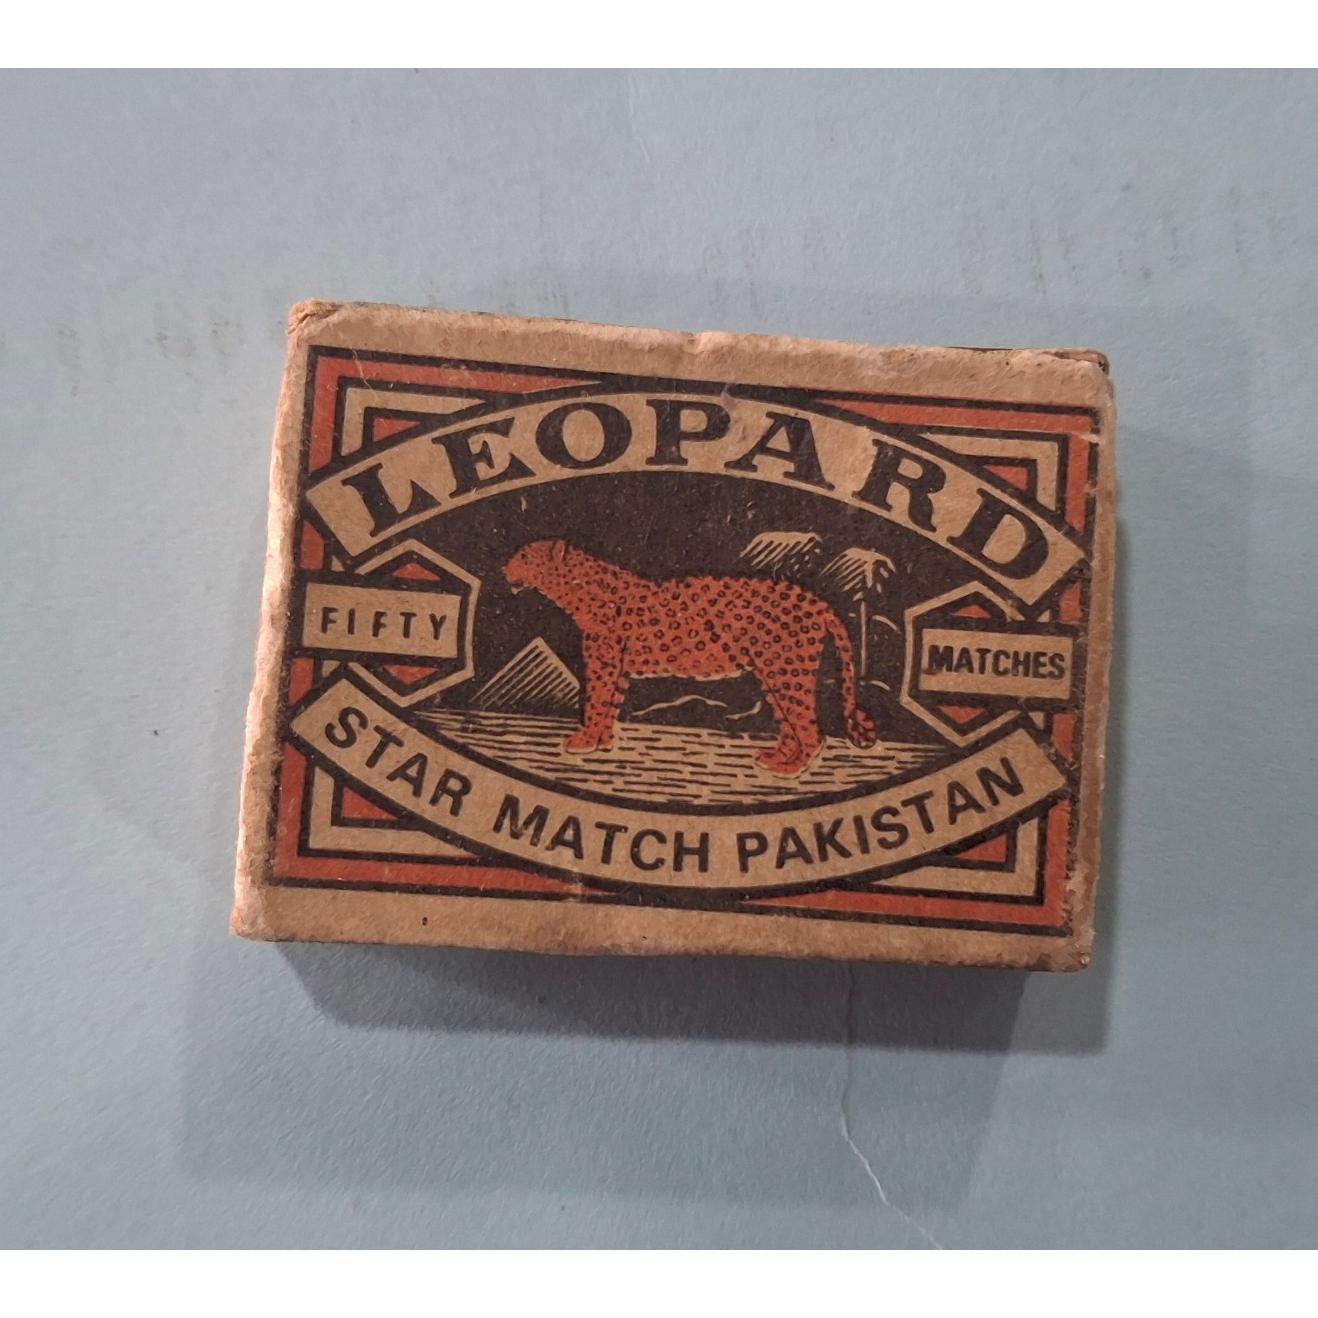 LEOPARD
FIFTY
MATCHES
STAR MATCH PAKISTAN